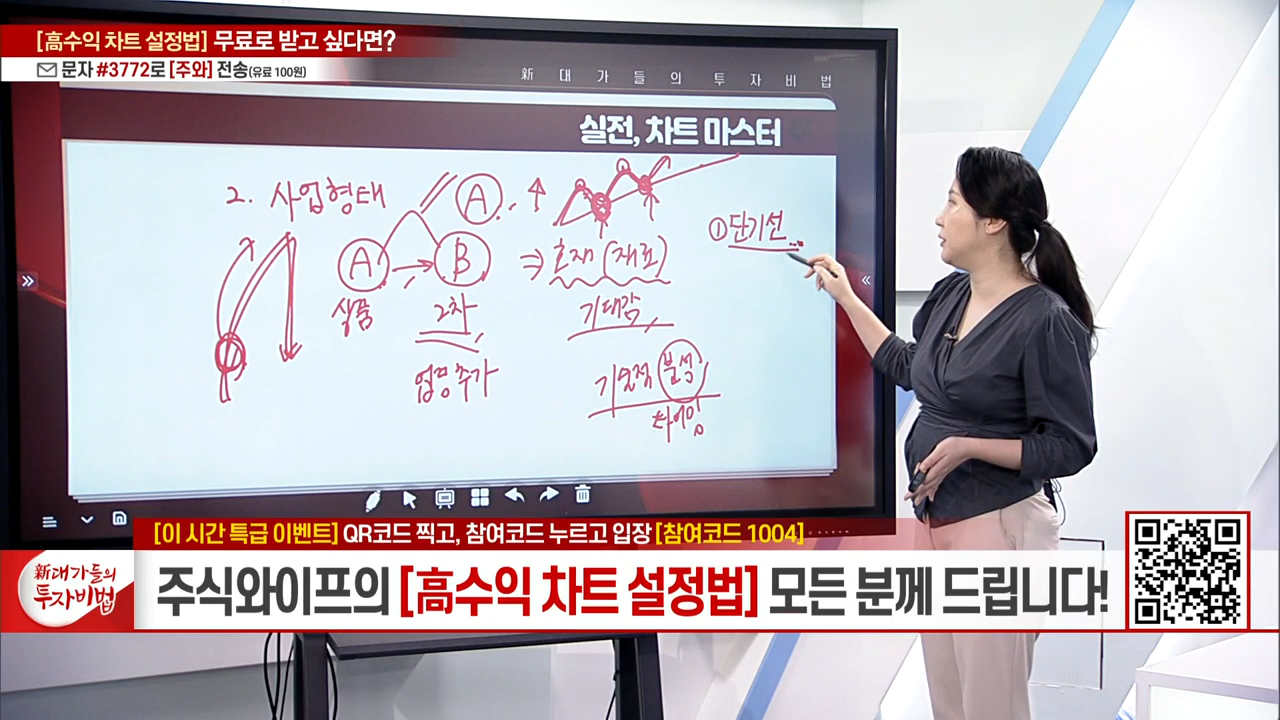 [高수익 차트 설정법] 무료로 받고 싶다면?
문자 #3772로 [주와] 전송(유료 100원)
新 대가들의 투자비법
실전, 차트 마스터
2. 사업형태
A
A → B
실품
2차
업종추가
⇒ 호재 (재료)
기대감
기술적 분석
타이밍
① 단기선
[이 시간 특급 이벤트] QR코드 찍고, 참여코드 누르고 입장 [참여코드 1004]
新대가들의
투자비법
주식와이프의 [高수익 차트 설정법] 모든 분께 드립니다!